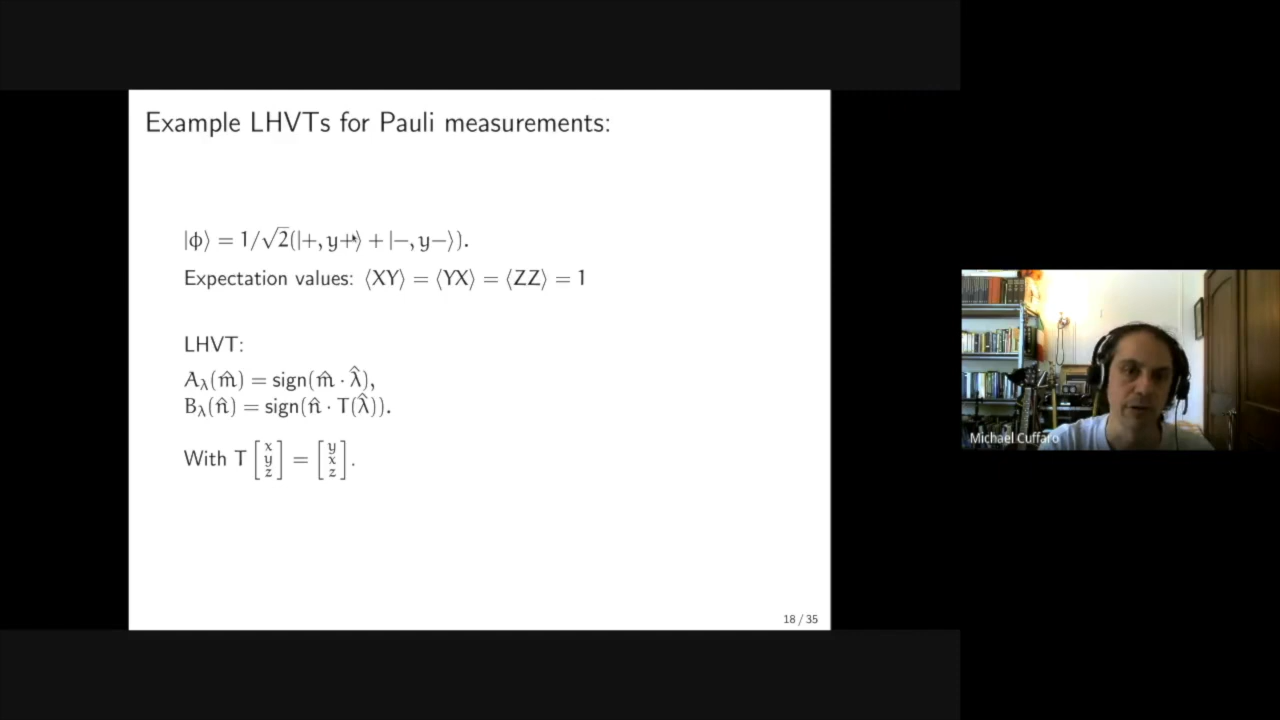 Example LHVTs for Pauli measurements:
|ϕ⟩ = 1/√2(|+, y+⟩ + |−, y−⟩).
Expectation values: ⟨XY⟩ = ⟨YX⟩ = ⟨ZZ⟩ = 1
LHVT:
A_λ(m̂) = sign(m̂ · λ̂),
B_λ(n̂) = sign(n̂ · T(λ̂)).
With T [x y z] = [y x z].
18 / 35
Michael Cuffaro